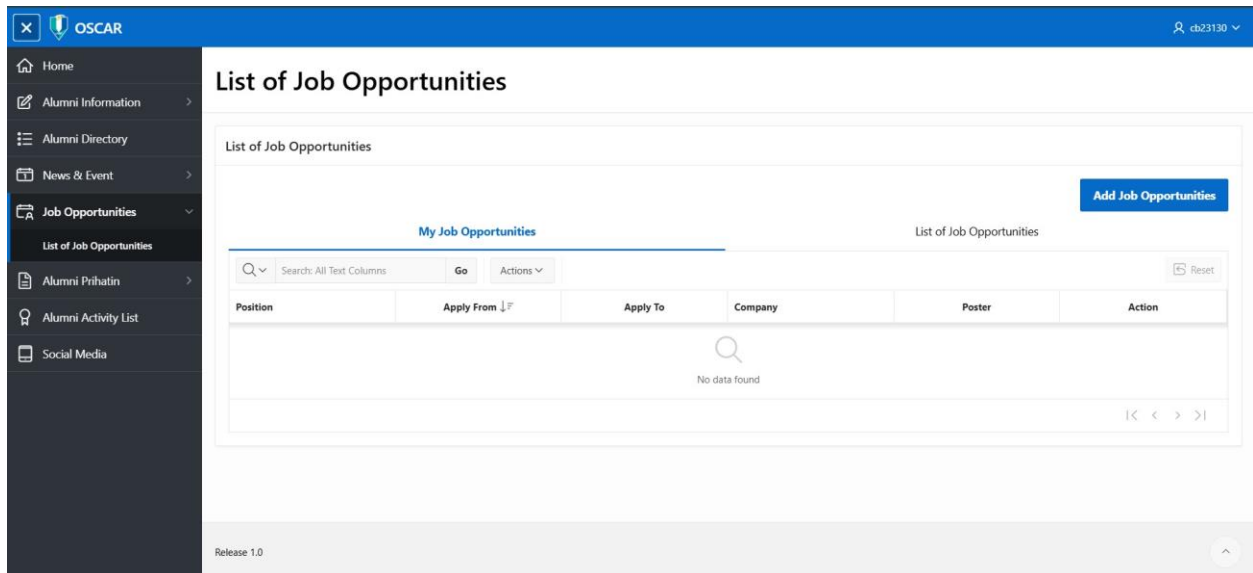 OSCAR
cb23130
Home
Alumni Information
Alumni Directory
News & Event
Job Opportunities
List of Job Opportunities
Alumni Prihatin
Alumni Activity List
Social Media
List of Job Opportunities
List of Job Opportunities
Add Job Opportunities
My Job Opportunities List of Job Opportunities
Search: All Text Columns Go Actions Reset
Position Apply From Apply To Company Poster Action
No data found
Release 1.0